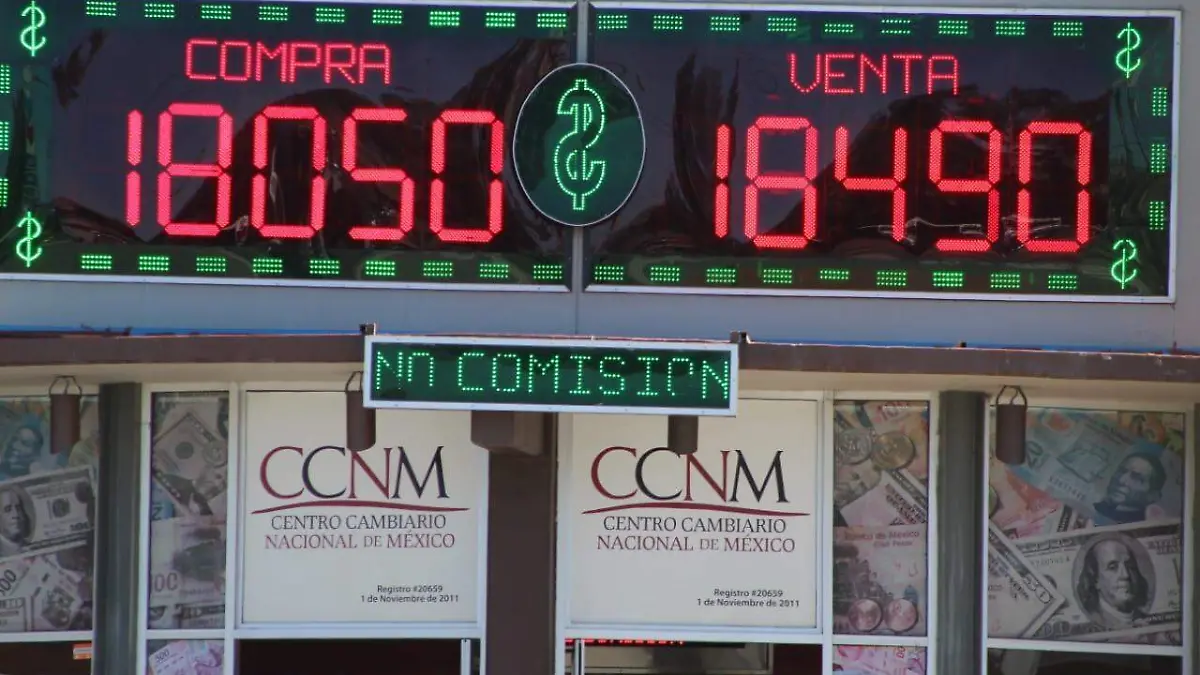 COMPRA
18050
VENTA
18490
NO COMISION
CCNM
CENTRO CAMBIARIO
NACIONAL DE MÉXICO
Registro #20659
1 de Noviembre de 2011
CCNM
CENTRO CAMBIARIO
NACIONAL DE MÉXICO
Registro #20659
1 de Noviembre de 2011